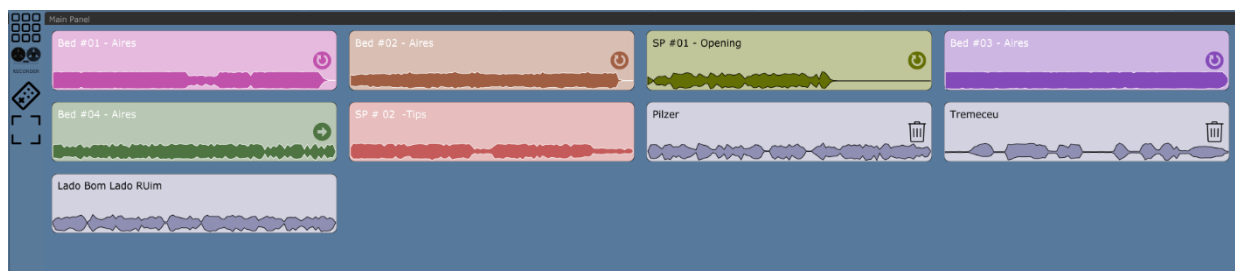 Main Panel
Bed #01 - Aires
Bed #02 - Aires
SP #01 - Opening
Bed #03 - Aires
RECORDER
Bed #04 - Aires
SP # 02 -Tips
Pilzer
Tremeceu
Lado Bom Lado RUim